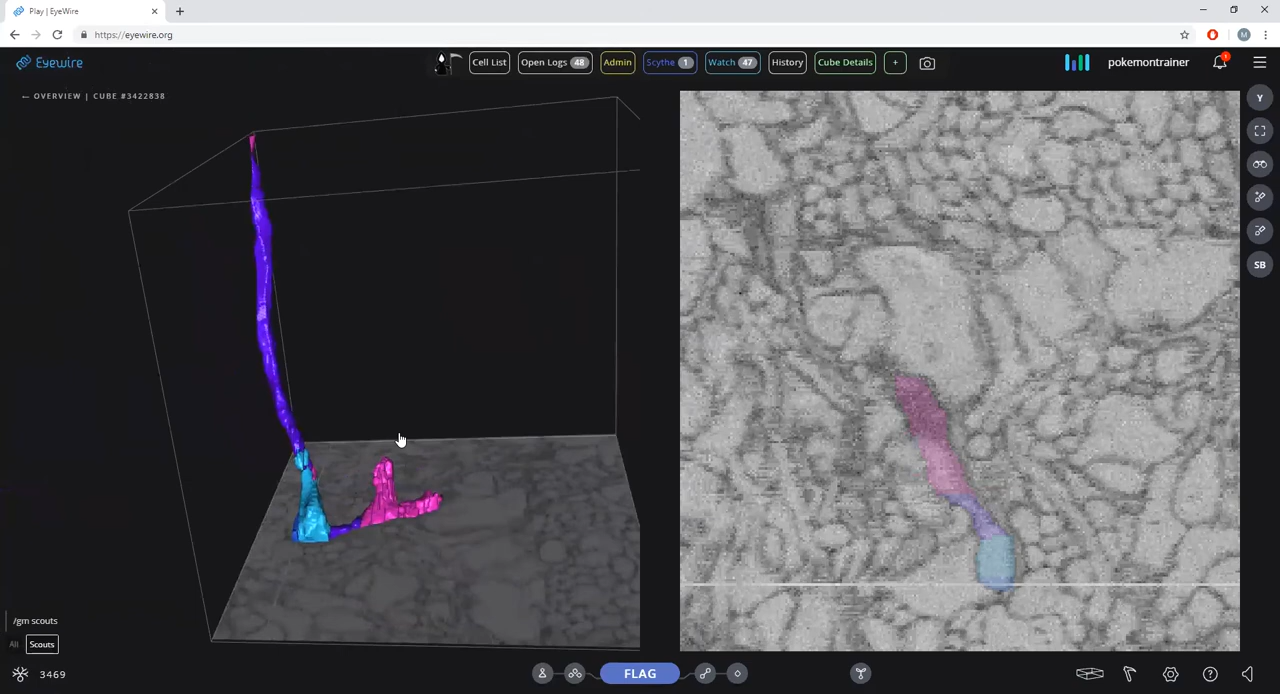 Play | EyeWire
https://eyewire.org
M
Eyewire
Cell List
Open Logs 48
Admin
Scythe 1
Watch 47
History
Cube Details
+
pokemontrainer
1
← OVERVIEW | CUBE #3422838
Y
SB
/gm scouts
All
Scouts
3469
FLAG